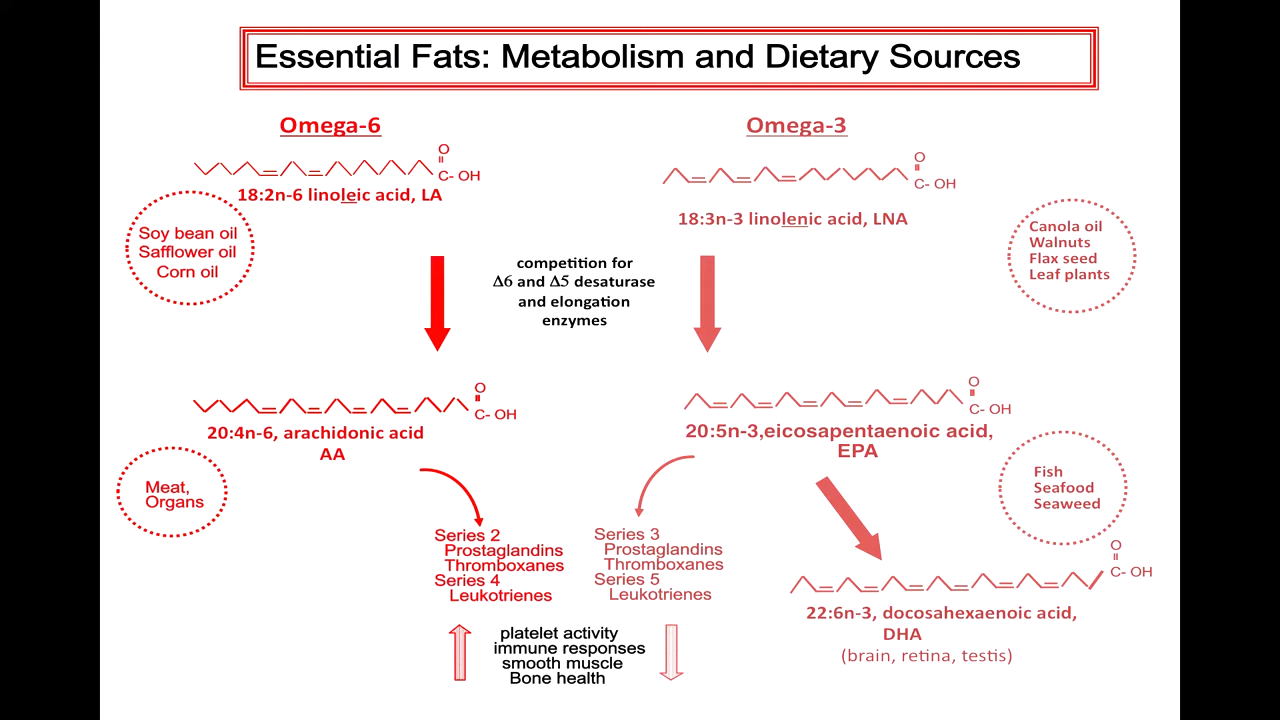 Essential Fats: Metabolism and Dietary Sources
Omega-6
O
C- OH
18:2n-6 linoleic acid, LA
Soy bean oil
Safflower oil
Corn oil
Omega-3
O
C- OH
18:3n-3 linolenic acid, LNA
Canola oil
Walnuts
Flax seed
Leaf plants
competition for
Δ6 and Δ5 desaturase
and elongation
enzymes
O
C- OH
20:4n-6, arachidonic acid
AA
Meat,
Organs
O
C- OH
20:5n-3,eicosapentaenoic acid,
EPA
Fish
Seafood
Seaweed
Series 2
Prostaglandins
Thromboxanes
Series 4
Leukotrienes
Series 3
Prostaglandins
Thromboxanes
Series 5
Leukotrienes
O
C- OH
22:6n-3, docosahexaenoic acid,
DHA
(brain, retina, testis)
platelet activity
immune responses
smooth muscle
Bone health